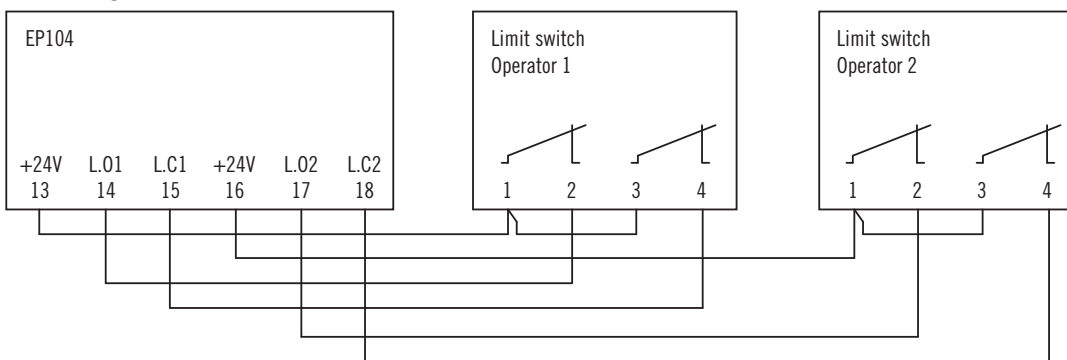 EP104
+24V L.O1 L.C1 +24V L.O2 L.C2
13 14 15 16 17 18
Limit switch
Operator 1
1 2 3 4
Limit switch
Operator 2
1 2 3 4